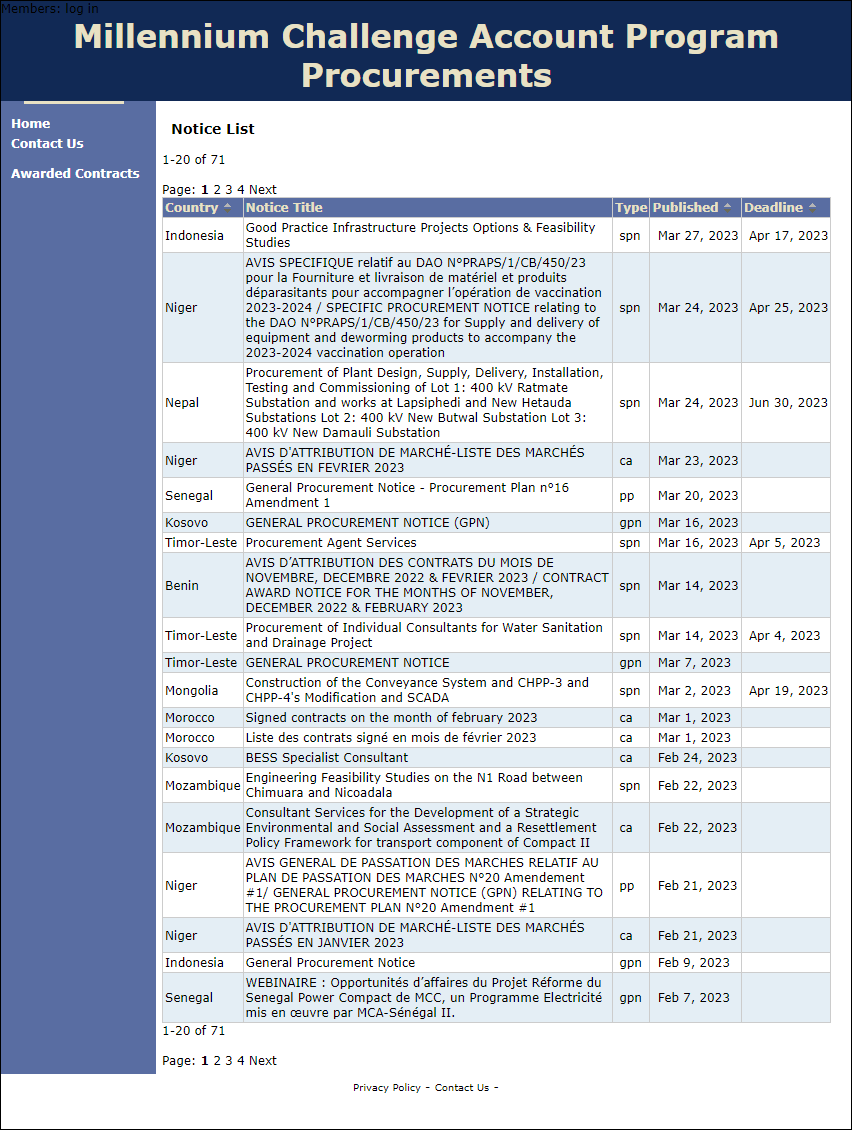 Members: log in
Millennium Challenge Account Program
Procurements
Home
Contact Us
Awarded Contracts
Notice List
1-20 of 71
Page: 1 2 3 4 Next
Country Notice Title Type Published Deadline
Indonesia Good Practice Infrastructure Projects Options & Feasibility
Studies spn Mar 27, 2023 Apr 17, 2023
Niger AVIS SPECIFIQUE relatif au DAO N°PRAPS/1/CB/450/23
pour la Fourniture et livraison de matériel et produits
déparasitants pour accompagner l’opération de vaccination
2023-2024 / SPECIFIC PROCUREMENT NOTICE relating to
the DAO N°PRAPS/1/CB/450/23 for Supply and delivery of
equipment and deworming products to accompany the
2023-2024 vaccination operation spn Mar 24, 2023 Apr 25, 2023
Nepal Procurement of Plant Design, Supply, Delivery, Installation,
Testing and Commissioning of Lot 1: 400 kV Ratmate
Substation and works at Lapsiphedi and New Hetauda
Substations Lot 2: 400 kV New Butwal Substation Lot 3:
400 kV New Damauli Substation spn Mar 24, 2023 Jun 30, 2023
Niger AVIS D'ATTRIBUTION DE MARCHÉ-LISTE DES MARCHÉS
PASSÉS EN FEVRIER 2023 ca Mar 23, 2023
Senegal General Procurement Notice - Procurement Plan n°16
Amendment 1 pp Mar 20, 2023
Kosovo GENERAL PROCUREMENT NOTICE (GPN) gpn Mar 16, 2023
Timor-Leste Procurement Agent Services spn Mar 16, 2023 Apr 5, 2023
Benin AVIS D’ATTRIBUTION DES CONTRATS DU MOIS DE
NOVEMBRE, DECEMBRE 2022 & FEVRIER 2023 / CONTRACT
AWARD NOTICE FOR THE MONTHS OF NOVEMBER,
DECEMBER 2022 & FEBRUARY 2023 spn Mar 14, 2023
Timor-Leste Procurement of Individual Consultants for Water Sanitation
and Drainage Project spn Mar 14, 2023 Apr 4, 2023
Timor-Leste GENERAL PROCUREMENT NOTICE gpn Mar 7, 2023
Mongolia Construction of the Conveyance System and CHPP-3 and
CHPP-4's Modification and SCADA spn Mar 2, 2023 Apr 19, 2023
Morocco Signed contracts on the month of february 2023 ca Mar 1, 2023
Morocco Liste des contrats signé en mois de février 2023 ca Mar 1, 2023
Kosovo BESS Specialist Consultant ca Feb 24, 2023
Mozambique Engineering Feasibility Studies on the N1 Road between
Chimuara and Nicoadala spn Feb 22, 2023
Mozambique Consultant Services for the Development of a Strategic
Environmental and Social Assessment and a Resettlement
Policy Framework for transport component of Compact II ca Feb 22, 2023
Niger AVIS GENERAL DE PASSATION DES MARCHES RELATIF AU
PLAN DE PASSATION DES MARCHES N°20 Amendement
#1/ GENERAL PROCUREMENT NOTICE (GPN) RELATING TO
THE PROCUREMENT PLAN N°20 Amendment #1 pp Feb 21, 2023
Niger AVIS D'ATTRIBUTION DE MARCHÉ-LISTE DES MARCHÉS
PASSÉS EN JANVIER 2023 ca Feb 21, 2023
Indonesia General Procurement Notice gpn Feb 9, 2023
Senegal WEBINAIRE : Opportunités d’affaires du Projet Réforme du
Senegal Power Compact de MCC, un Programme Electricité
mis en œuvre par MCA-Sénégal II. gpn Feb 7, 2023
1-20 of 71
Page: 1 2 3 4 Next
Privacy Policy - Contact Us -